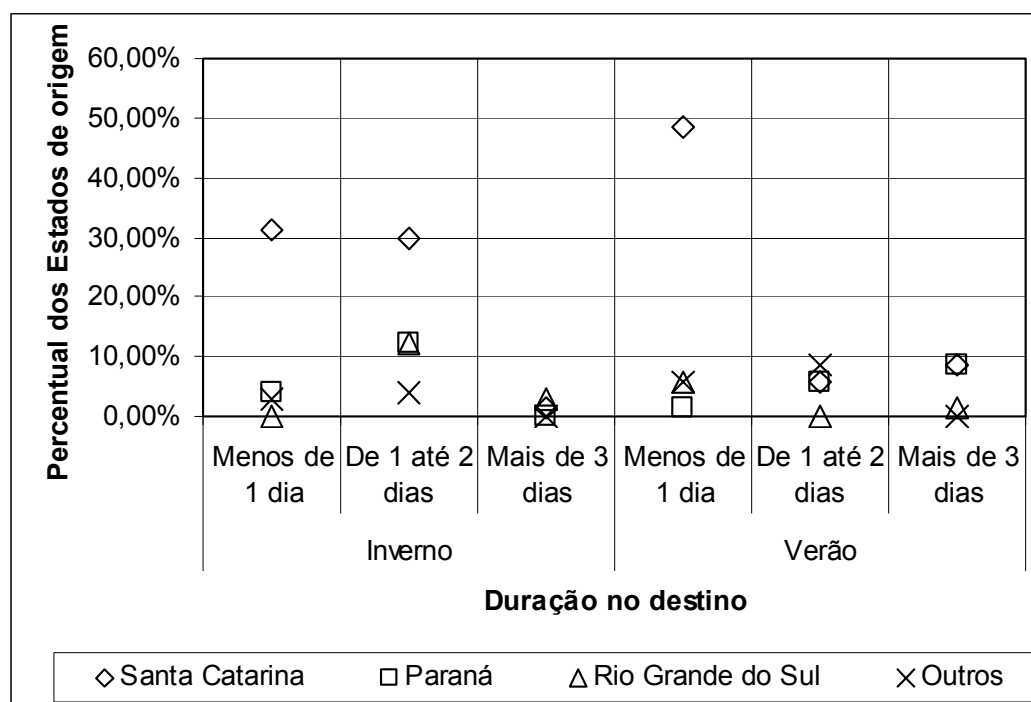 Percentual dos Estados de origem
60,00%
50,00%
40,00%
30,00%
20,00%
10,00%
0,00%
Menos de 1 dia
De 1 até 2 dias
Mais de 3 dias
Menos de 1 dia
De 1 até 2 dias
Mais de 3 dias
Inverno
Verão
Duração no destino
Santa Catarina
Paraná
Rio Grande do Sul
Outros